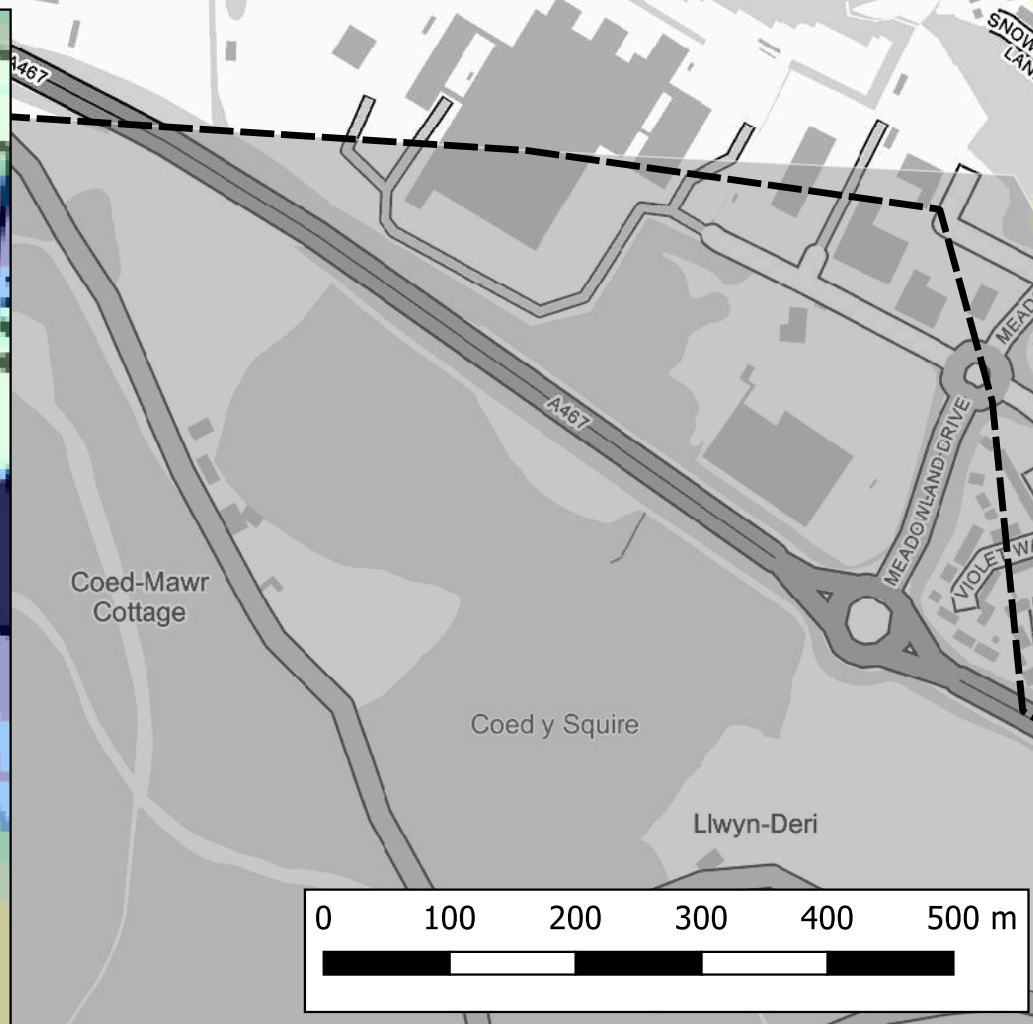 SNOW
LAN
A467
MEAD
A467
MEADOWLAND DRIVE
VIOLET WA
Coed-Mawr
Cottage
Coed y Squire
Llwyn-Deri
0 100 200 300 400 500 m